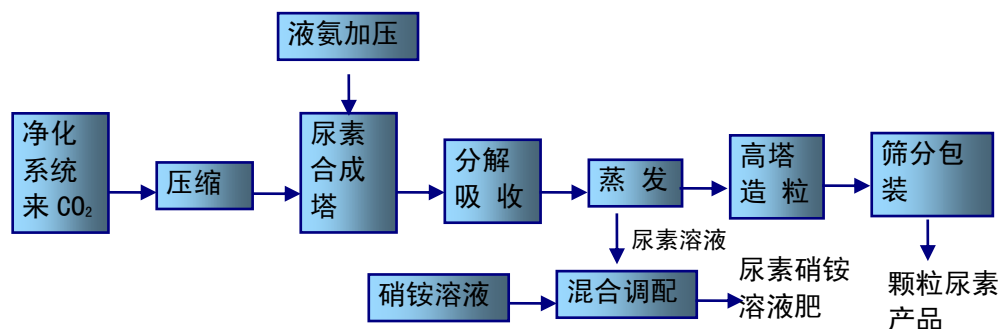 液氨加压
净化
系统
来 CO₂
压缩
尿素
合成
塔
分解
吸 收
蒸 发
高塔
造 粒
筛分包
装
尿素溶液
硝铵溶液
混合调配
尿素硝铵
溶液肥
颗粒尿素
产品